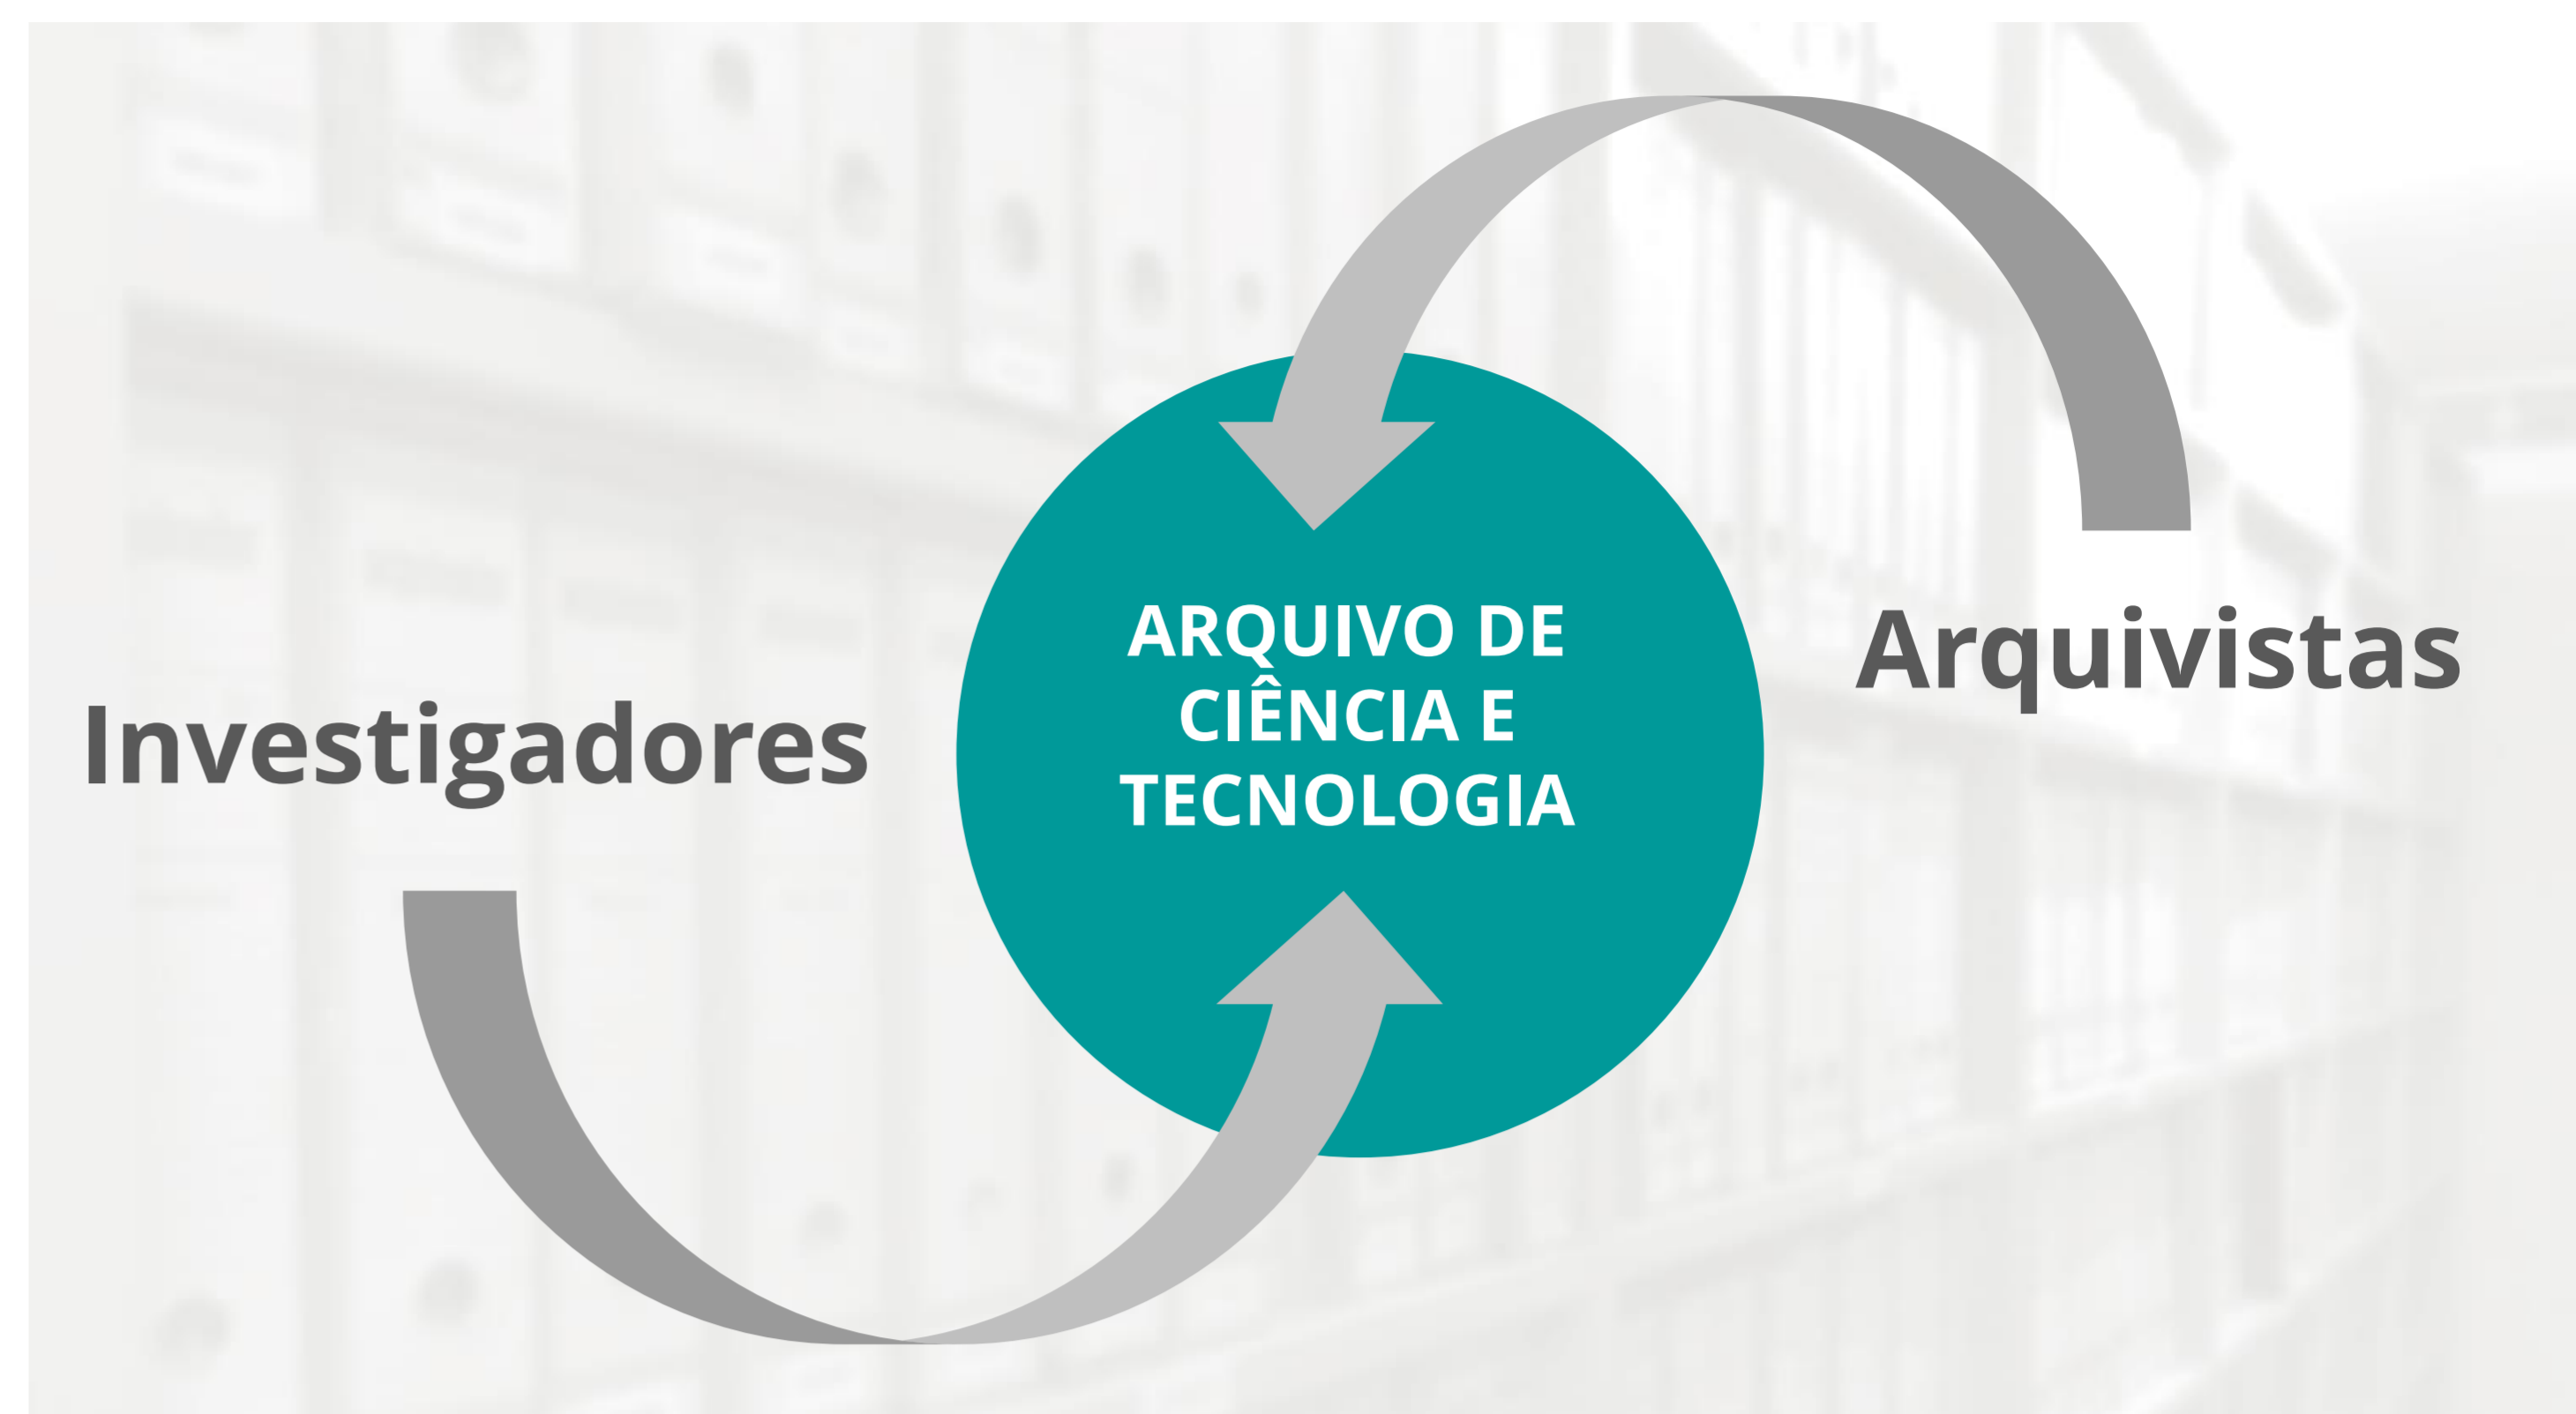 Investigadores
ARQUIVO DE
CIÊNCIA E
TECNOLOGIA
Arquivistas